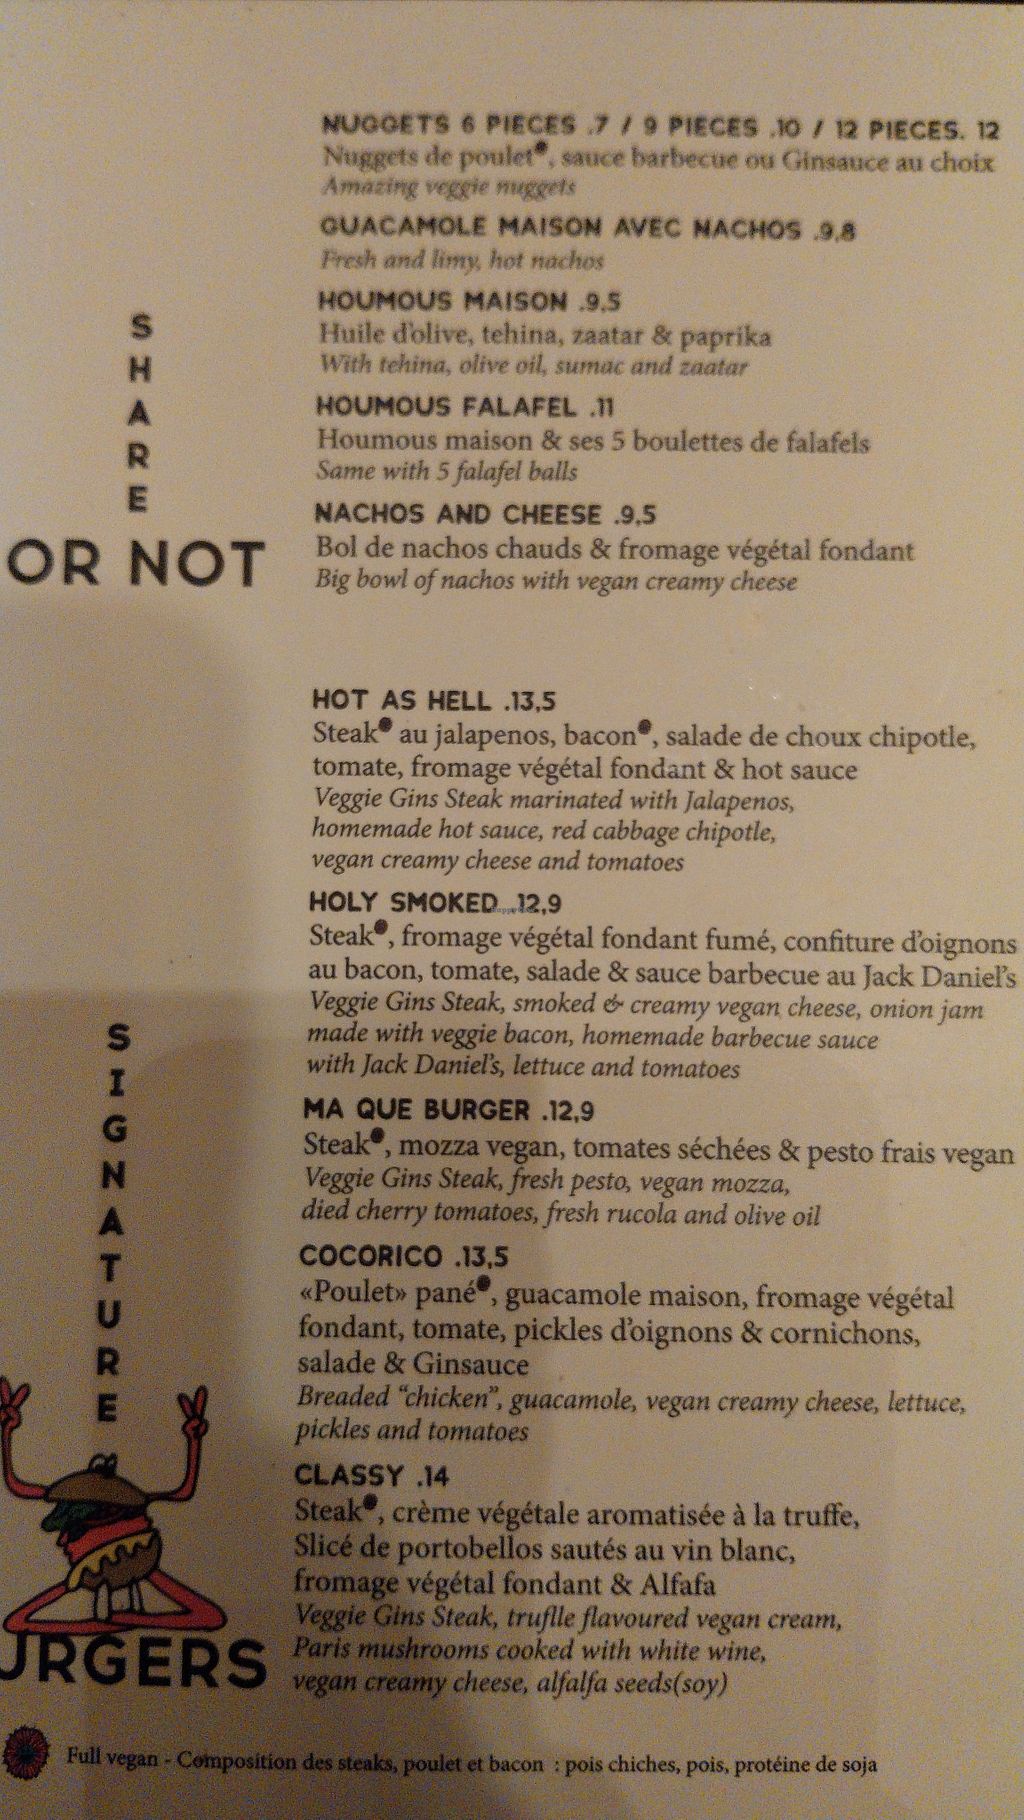 NUGGETS 6 PIECES .7 / 9 PIECES .10 / 12 PIECES. 12
Nuggets de poulet, sauce barbecue ou Ginsauce au choix
Amazing veggie nuggets
GUACAMOLE MAISON AVEC NACHOS .9,8
Fresh and limy, hot nachos
HOUMOUS MAISON .9,5
Huile d'olive, tehina, zaatar & paprika
With tehina, olive oil, sumac and zaatar
HOUMOUS FALAFEL .11
Houmous maison & ses 5 boulettes de falafels
Same with 5 falafel balls
NACHOS AND CHEESE .9,5
Bol de nachos chauds & fromage végétal fondant
Big bowl of nachos with vegan creamy cheese
SHARE
OR NOT
HOT AS HELL .13,5
Steak au jalapenos, bacon, salade de choux chipotle,
tomate, fromage végétal fondant & hot sauce
Veggie Gins Steak marinated with Jalapenos,
homemade hot sauce, red cabbage chipotle,
vegan creamy cheese and tomatoes
HOLY SMOKED .12,9
Steak, fromage végétal fondant fumé, confiture d'oignons
au bacon, tomate, salade & sauce barbecue au Jack Daniel's
Veggie Gins Steak, smoked & creamy vegan cheese, onion jam
made with veggie bacon, homemade barbecue sauce
with Jack Daniel's, lettuce and tomatoes
MA QUE BURGER .12,9
Steak, mozza vegan, tomates séchées & pesto frais vegan
Veggie Gins Steak, fresh pesto, vegan mozza,
died cherry tomatoes, fresh rucola and olive oil
COCORICO .13,5
«Poulet» pané, guacamole maison, fromage végétal
fondant, tomate, pickles d'oignons & cornichons,
salade & Ginsauce
Breaded "chicken", guacamole, vegan creamy cheese, lettuce,
pickles and tomatoes
CLASSY .14
Steak, crème végétale aromatisée à la truffe,
Slicé de portobellos sautés au vin blanc,
fromage végétal fondant & Alfafa
Veggie Gins Steak, truflle flavoured vegan cream,
Paris mushrooms cooked with white wine,
vegan creamy cheese, alfalfa seeds(soy)
SIGNATURE
URGERS
Full vegan - Composition des steaks, poulet et bacon : pois chiches, pois, protéine de soja